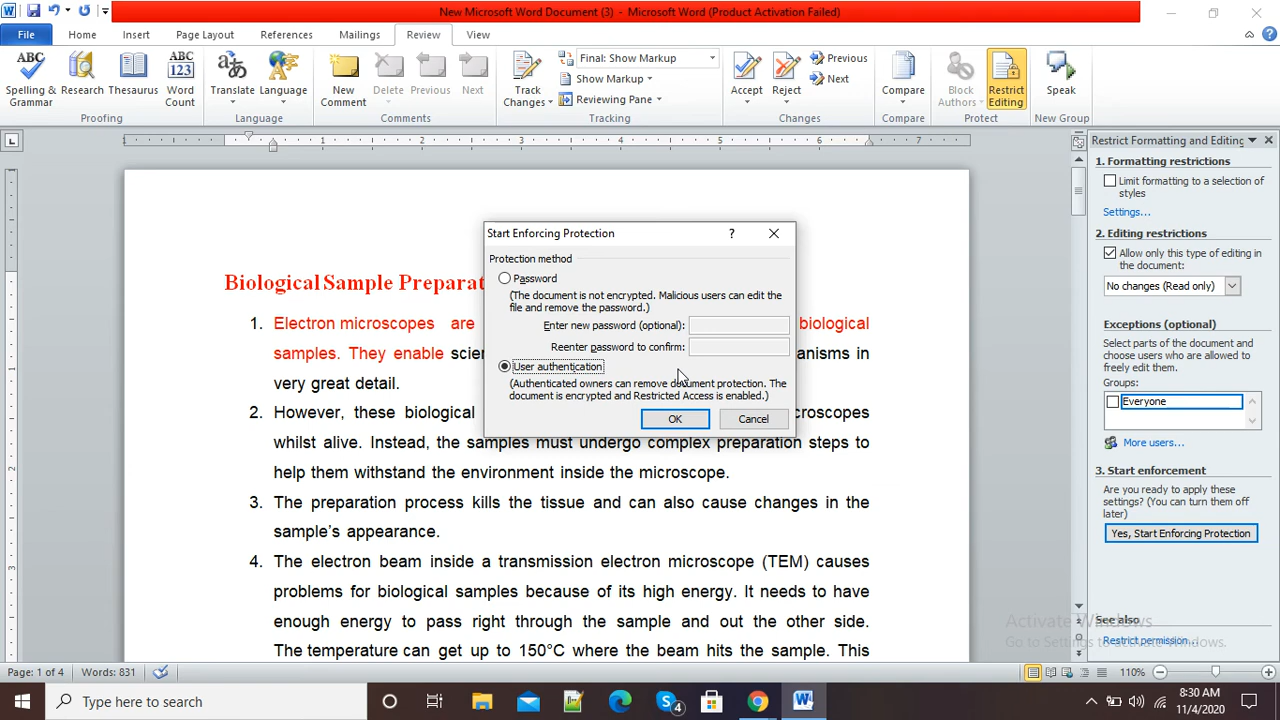 New Microsoft Word Document (3) - Microsoft Word (Product Activation Failed)
File Home Insert Page Layout References Mailings Review View
Spelling & Grammar
Research
Thesaurus
Word Count
Translate
Language
New Comment
Delete
Previous
Next
Track Changes
Final: Show Markup
Show Markup
Reviewing Pane
Accept
Reject
Previous
Next
Compare
Block Authors
Restrict Editing
Speak
Proofing Language Comments Tracking Changes Compare Protect New Group
Biological Sample Preparat
1. Electron microscopes are biological
samples. They enable scien anisms in
very great detail.
2. However, these biological croscopes
whilst alive. Instead, the samples must undergo complex preparation steps to
help them withstand the environment inside the microscope.
3. The preparation process kills the tissue and can also cause changes in the
sample's appearance.
4. The electron beam inside a transmission electron microscope (TEM) causes
problems for biological samples because of its high energy. It needs to have
enough energy to pass right through the sample and out the other side.
The temperature can get up to 150°C where the beam hits the sample. This
Start Enforcing Protection
Protection method
Password
(The document is not encrypted. Malicious users can edit the
file and remove the password.)
Enter new password (optional):
Reenter password to confirm:
User authentication
(Authenticated owners can remove document protection. The
document is encrypted and Restricted Access is enabled.)
OK Cancel
Restrict Formatting and Editing
1. Formatting restrictions
Limit formatting to a selection of
styles
Settings...
2. Editing restrictions
Allow only this type of editing in
the document:
No changes (Read only)
Exceptions (optional)
Select parts of the document and
choose users who are allowed to
freely edit them.
Groups:
Everyone
More users...
3. Start enforcement
Are you ready to apply these
settings? (You can turn them off
later)
Yes, Start Enforcing Protection
See also
Restrict permission...
Activate Windows
Go to Settings to activate Windows.
Page: 1 of 4 Words: 831 110%
Type here to search
4
8:30 AM
11/4/2020